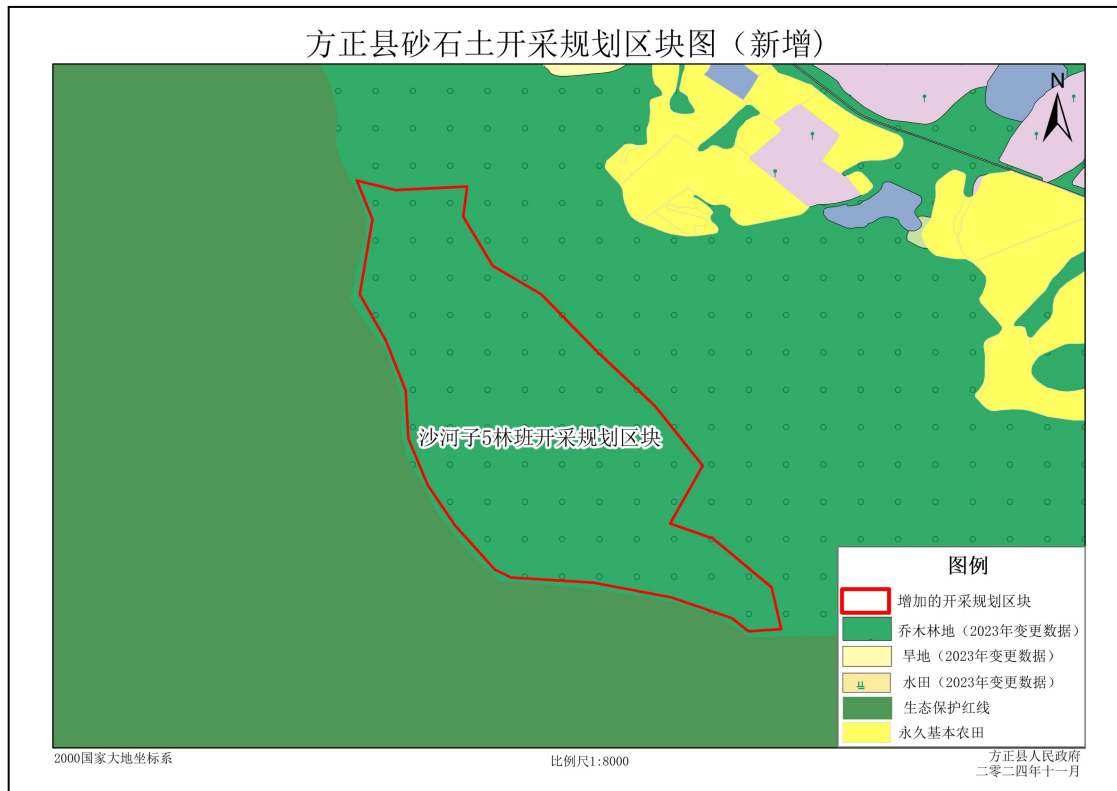 方正县砂石土开采规划区块图（新增）
N
沙河子5林班开采规划区块
图例
增加的开采规划区块
乔木林地（2023年变更数据）
旱地（2023年变更数据）
水田（2023年变更数据）
生态保护红线
永久基本农田
2000国家大地坐标系
比例尺1:8000
方正县人民政府
二零二四年十一月